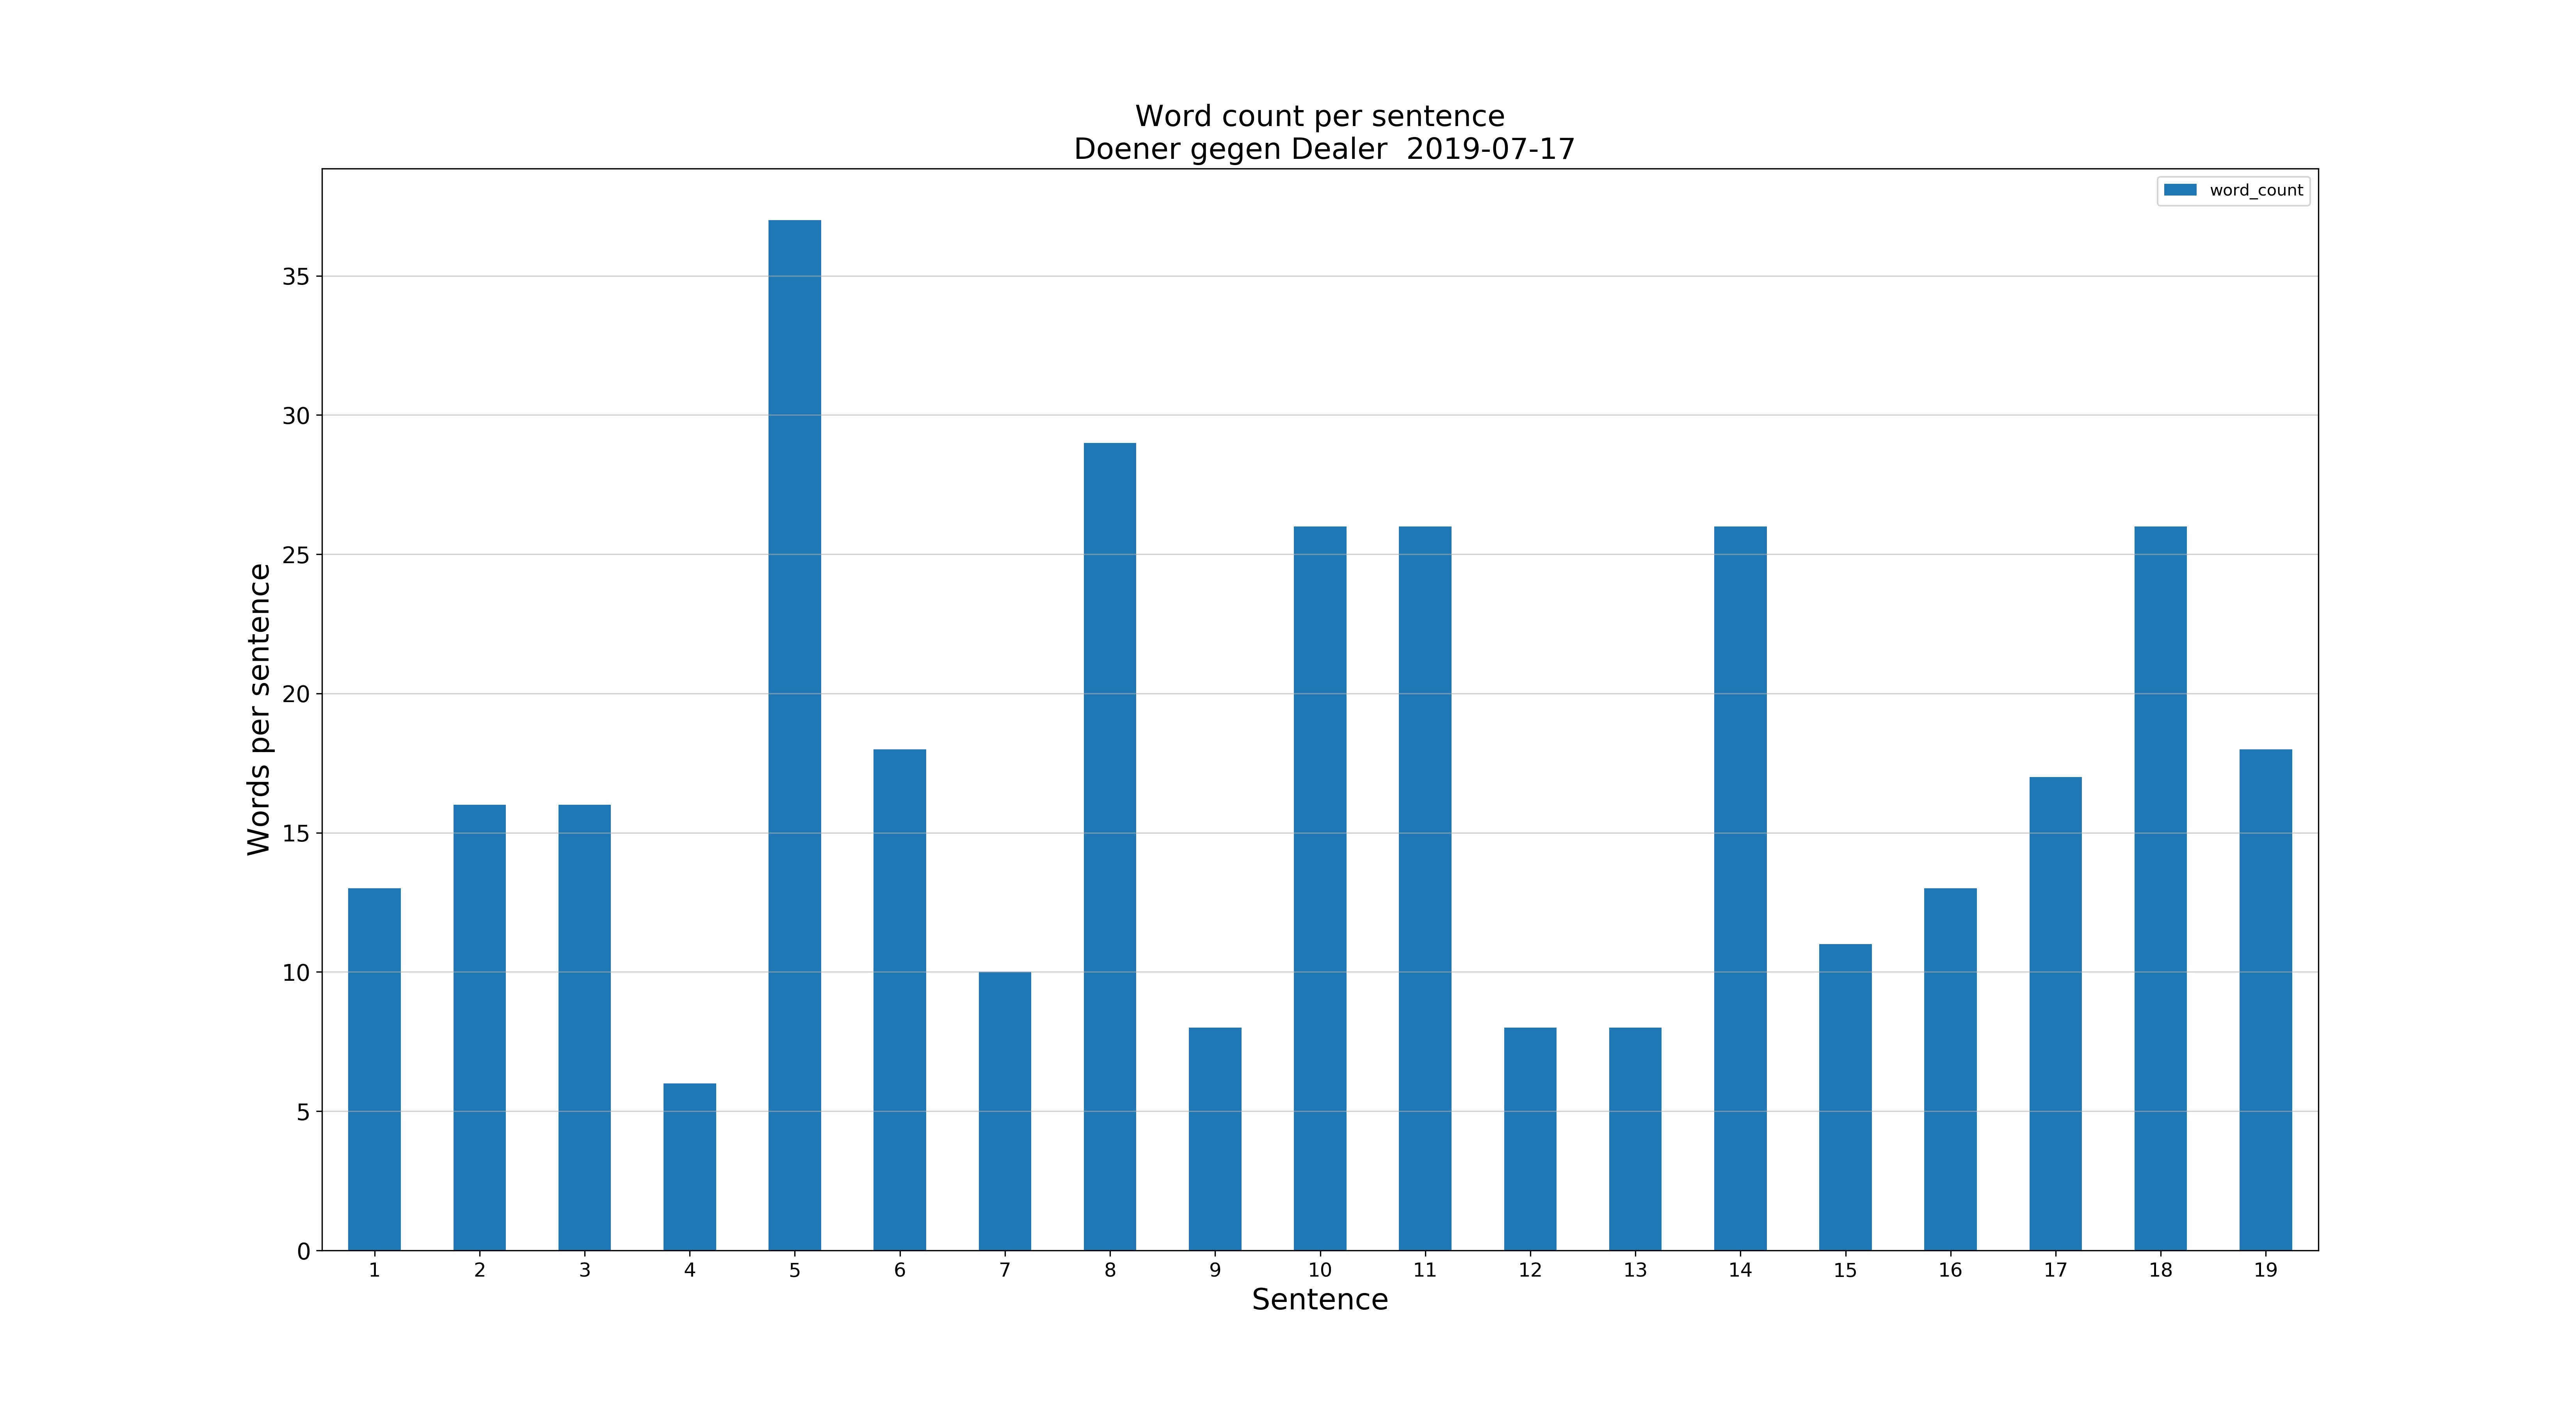 Word count per sentence
Doener gegen Dealer  2019-07-17
word_count
35
30
25
20
15
10
5
0
Words per sentence
1 2 3 4 5 6 7 8 9 10 11 12 13 14 15 16 17 18 19
Sentence